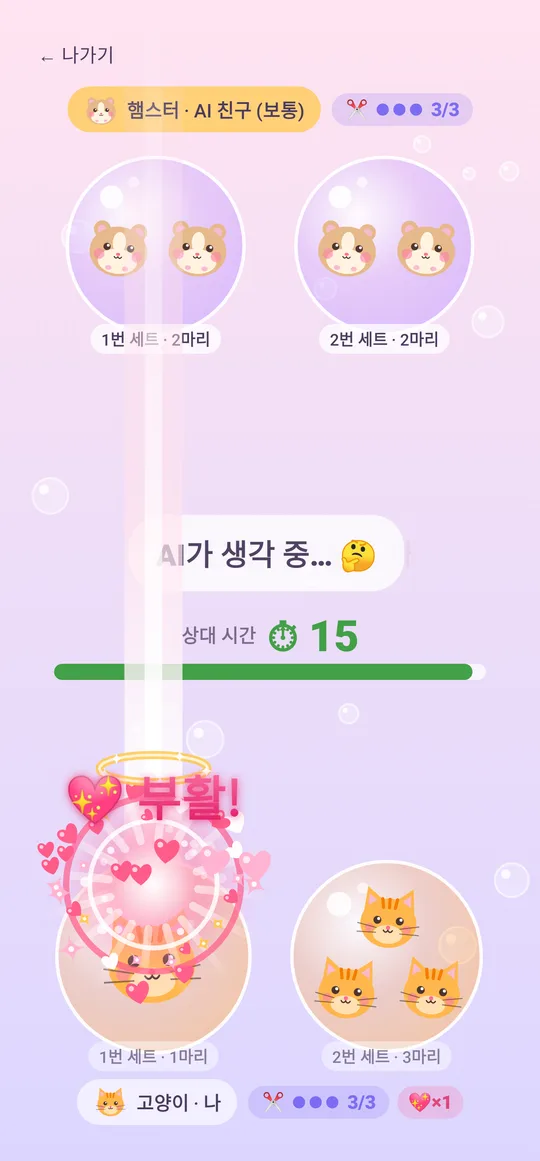 ← 나가기
햄스터 · AI 친구 (보통)
3/3
1번 세트 · 2마리
2번 세트 · 2마리
AI가 생각 중...
상대 시간 15
부활!
1번 세트 · 1마리
2번 세트 · 3마리
고양이 · 나
3/3
×1